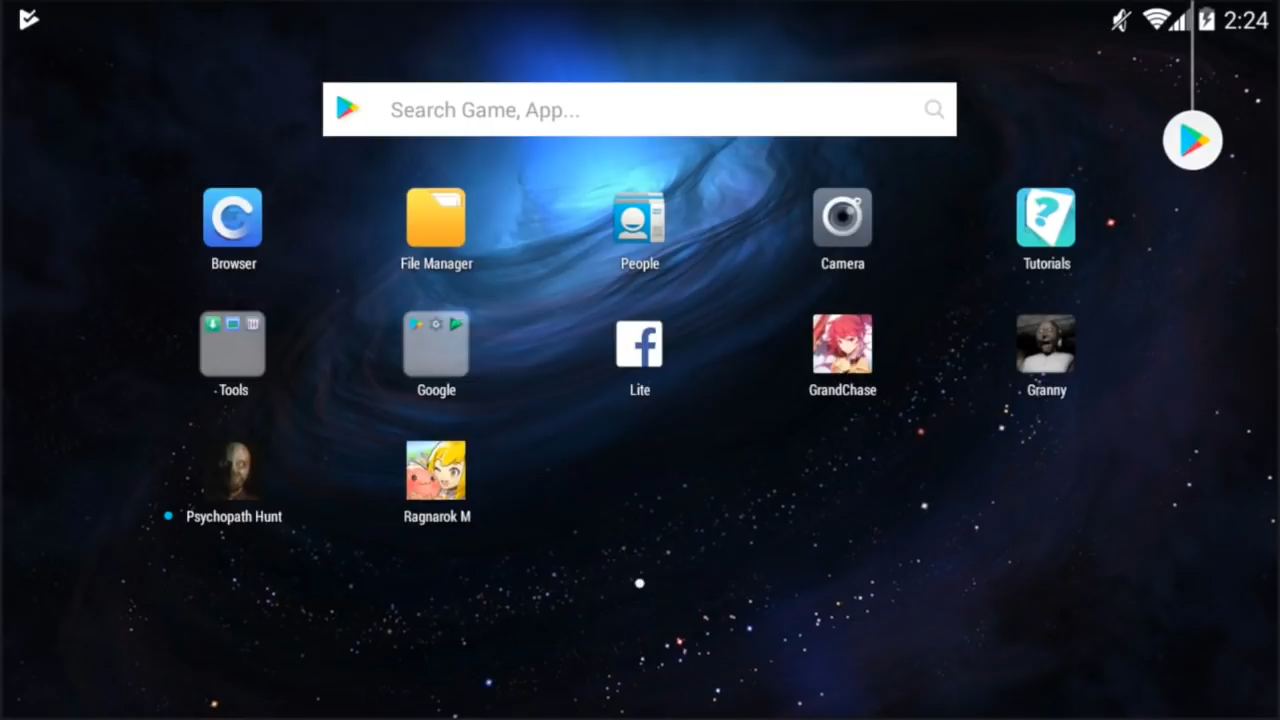 2:24
Search Game, App...
Browser
File Manager
People
Camera
Tutorials
Tools
Google
Lite
GrandChase
Granny
Psychopath Hunt
Ragnarok M